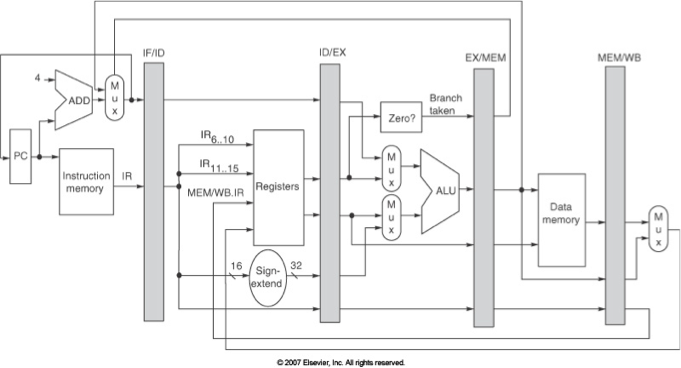 IF/ID
ID/EX
EX/MEM
MEM/WB
4
ADD
M
u
x
Branch
taken
Zero?
IR6..10
M
u
x
PC
Instruction
memory
IR
IR11..15
Registers
ALU
MEM/WB.IR
M
u
x
Data
memory
M
u
x
16
Sign-
extend
32
© 2007 Elsevier, Inc. All rights reserved.